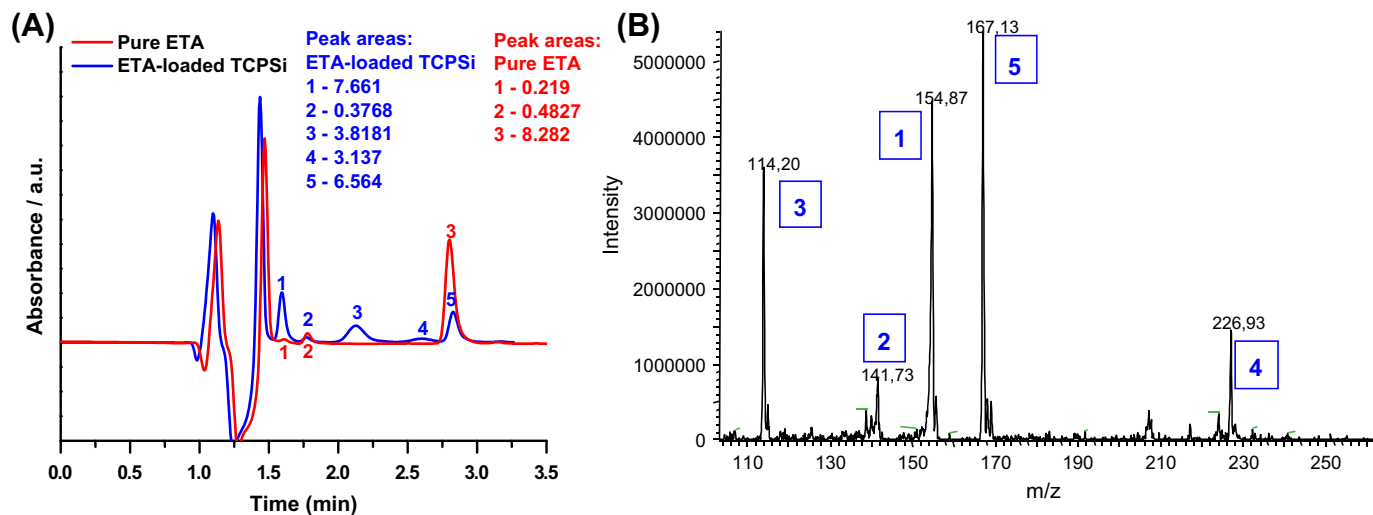 (A)
Pure ETA
ETA-loaded TCPSi
Peak areas:
ETA-loaded TCPSi
1 - 7.661
2 - 0.3768
3 - 3.8181
4 - 3.137
5 - 6.564
Peak areas:
Pure ETA
1 - 0.219
2 - 0.4827
3 - 8.282
Absorbance / a.u.
1
2
3
4
5
3
1
2
0.0 0.5 1.0 1.5 2.0 2.5 3.0 3.5
Time (min)
(B)
167,13
5
154,87
1
114,20
3
2
141,73
226,93
4
Intensity
5000000
4000000
3000000
2000000
1000000
0
110 130 150 170 190 210 230 250
m/z